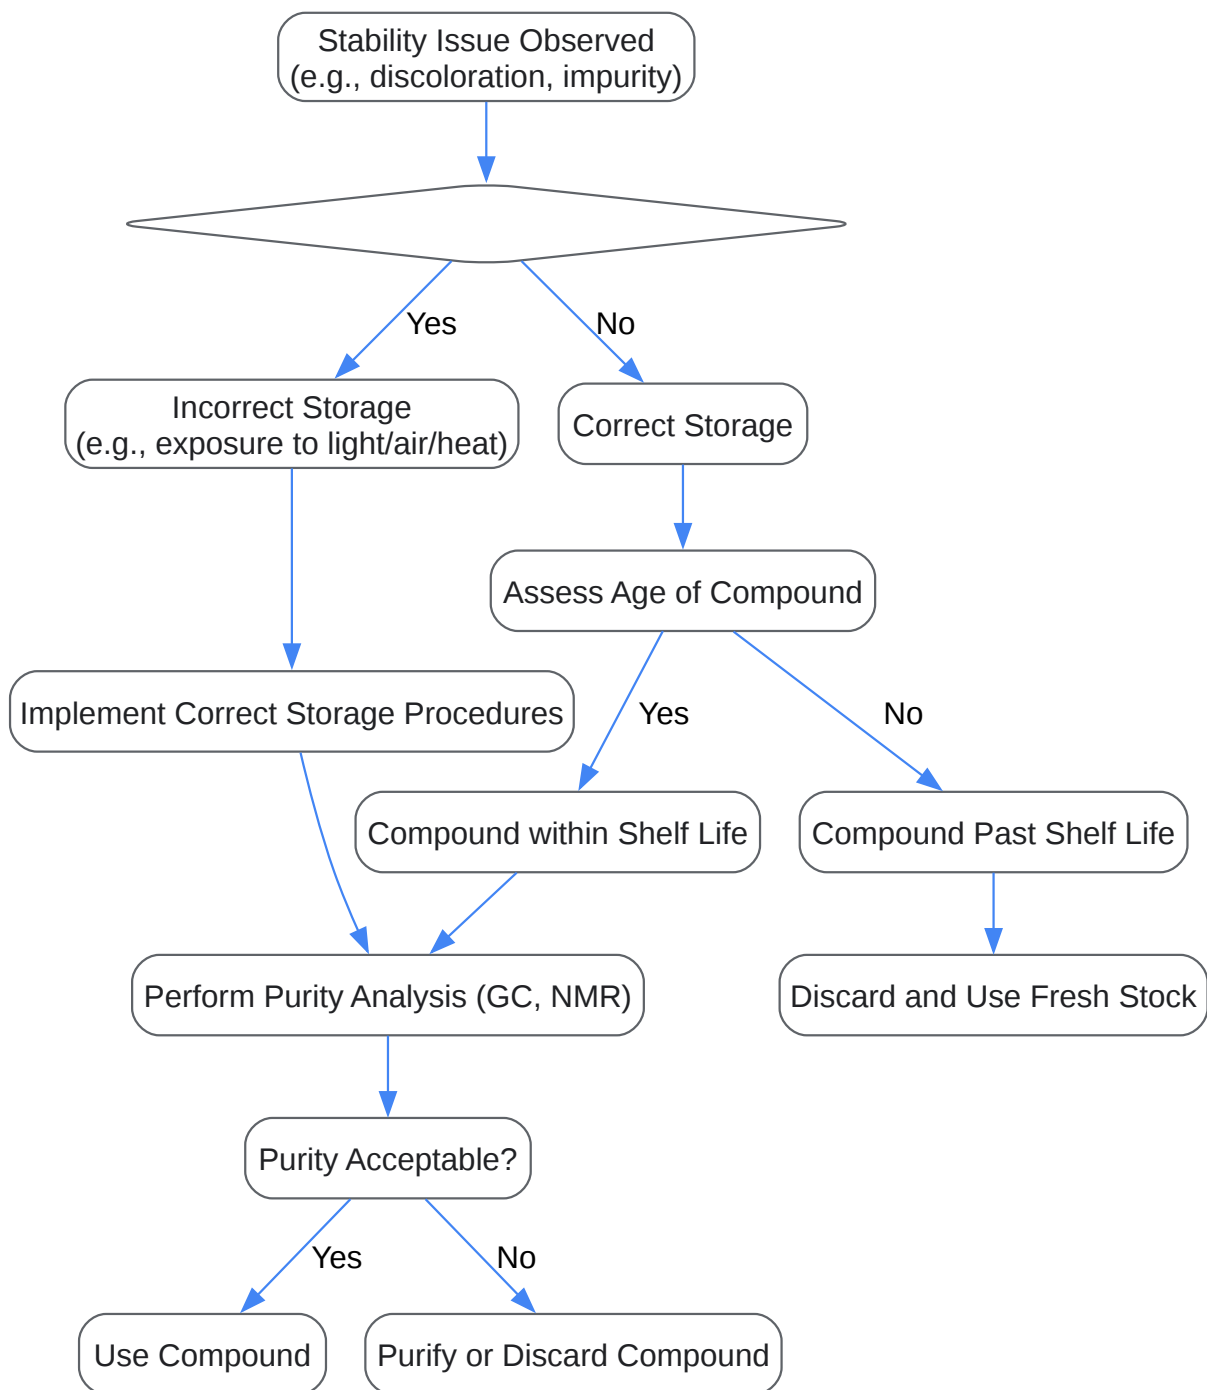 Stability Issue Observed
(e.g., discoloration, impurity)
Yes
No
Incorrect Storage
(e.g., exposure to light/air/heat)
Correct Storage
Assess Age of Compound
Implement Correct Storage Procedures
Yes
No
Compound within Shelf Life
Compound Past Shelf Life
Perform Purity Analysis (GC, NMR)
Discard and Use Fresh Stock
Purity Acceptable?
Yes
No
Use Compound
Purify or Discard Compound